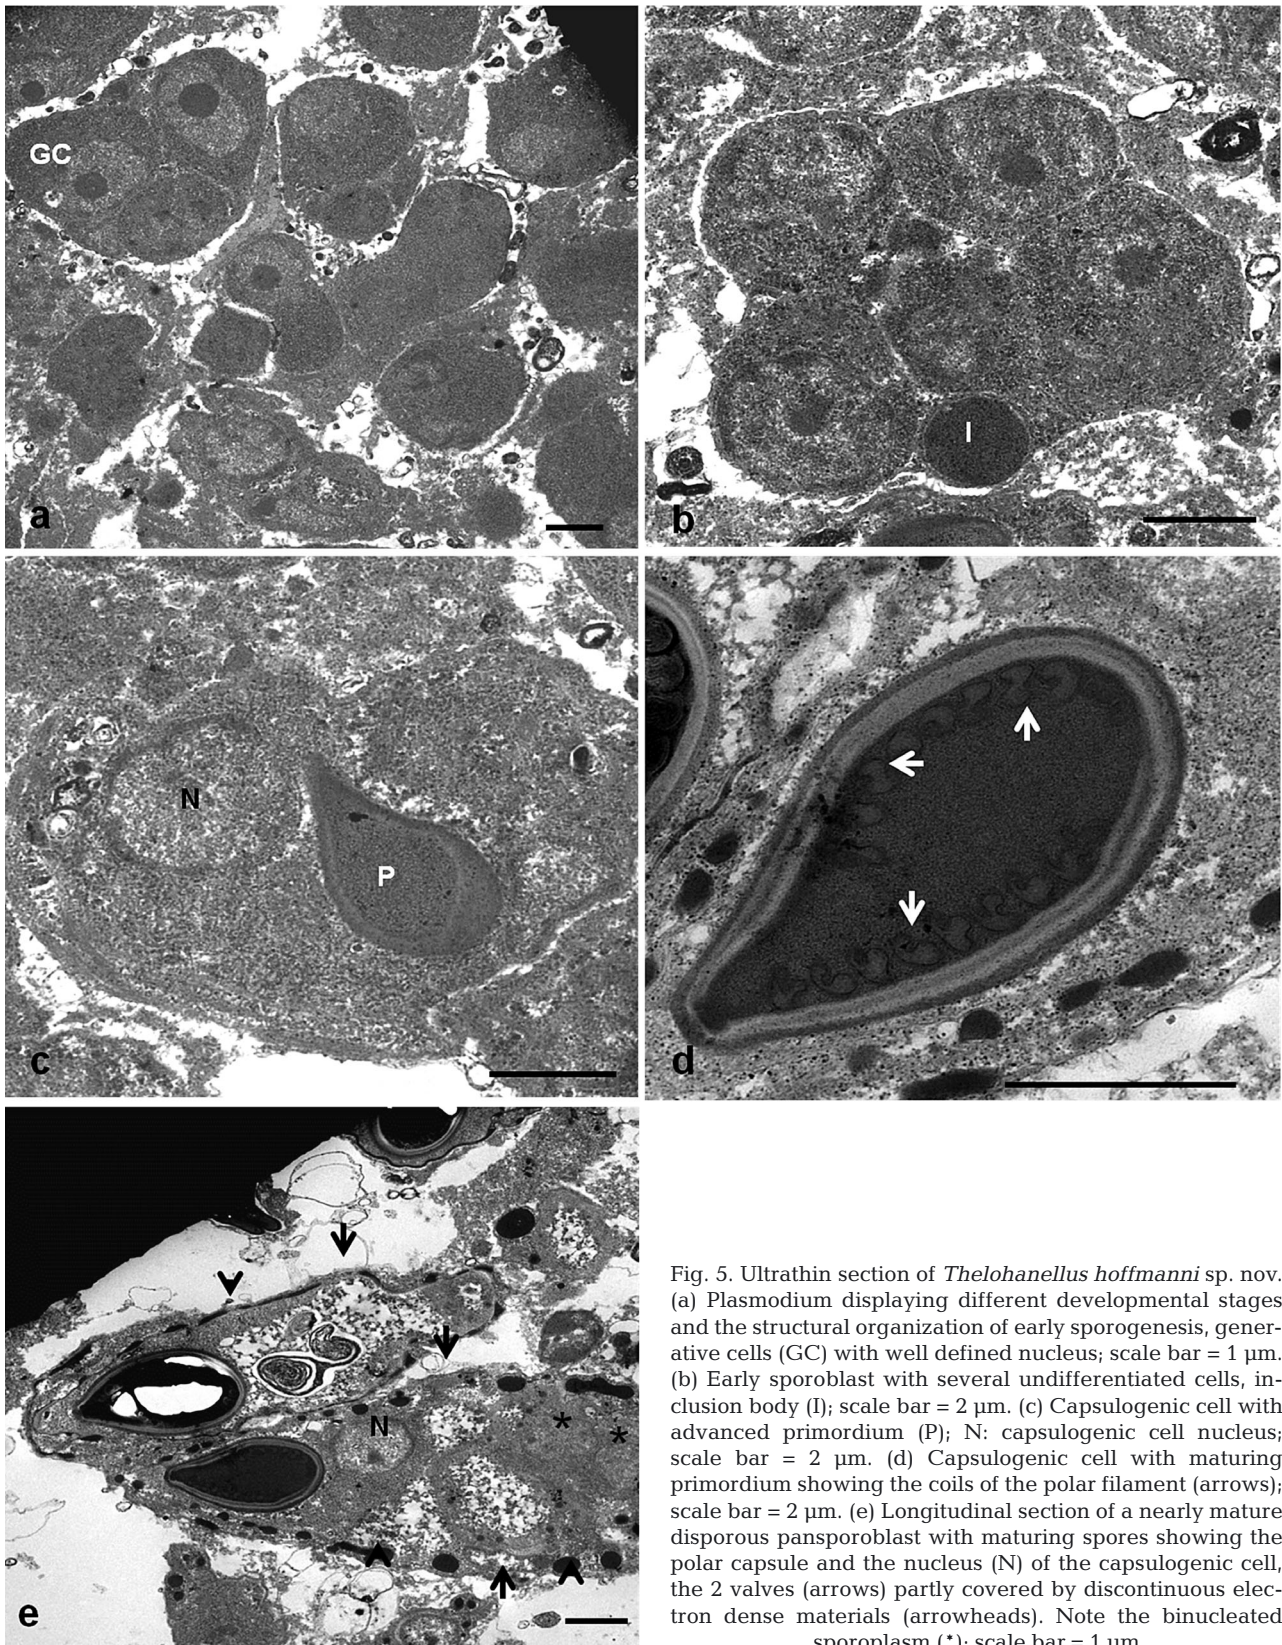 GC
a
I
b
N
P
c
d
N
*
*
e
Fig. 5. Ultrathin section of Thelohanellus hoffmanni sp. nov.
(a) Plasmodium displaying different developmental stages
and the structural organization of early sporogenesis, gener-
ative cells (GC) with well defined nucleus; scale bar = 1 µm.
(b) Early sporoblast with several undifferentiated cells, in-
clusion body (I); scale bar = 2 µm. (c) Capsulogenic cell with
advanced primordium (P); N: capsulogenic cell nucleus;
scale bar = 2 µm. (d) Capsulogenic cell with maturing
primordium showing the coils of the polar filament (arrows);
scale bar = 2 µm. (e) Longitudinal section of a nearly mature
disporous pansporoblast with maturing spores showing the
polar capsule and the nucleus (N) of the capsulogenic cell,
the 2 valves (arrows) partly covered by discontinuous elec-
tron dense materials (arrowheads). Note the binucleated
sporoplasm (*); scale bar = 1 µm